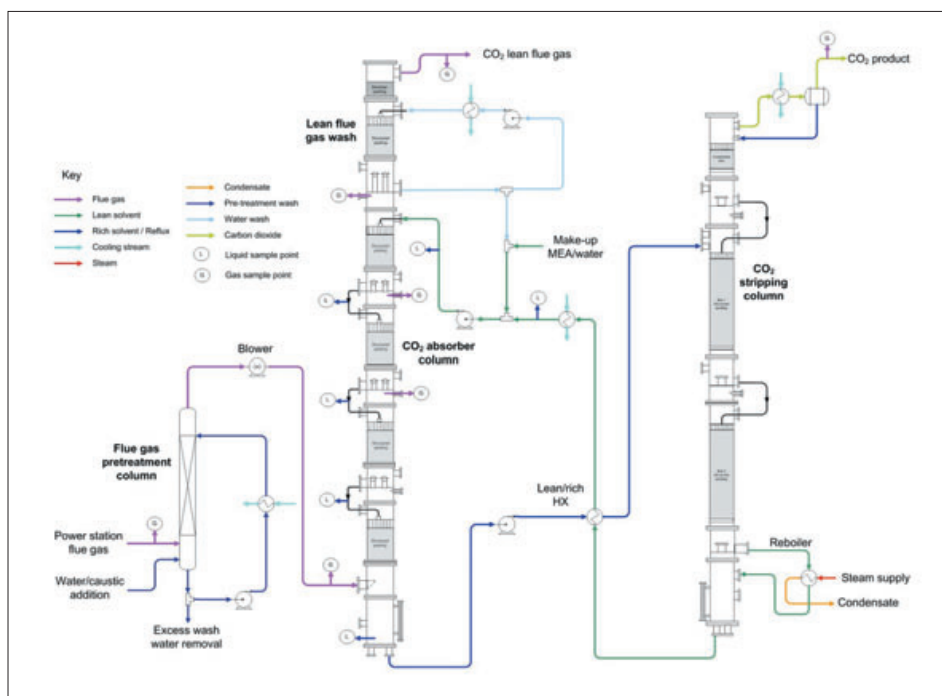 G
CO₂ lean flue gas
G
CO₂ product
Lean flue
gas wash
Key
Flue gas
Lean solvent
Rich solvent / Reflux
Cooling stream
Steam
Condensate
Pre-treatment wash
Water wash
Carbon dioxide
L
Liquid sample point
G
Gas sample point
G
L
Make-up
MEA/water
CO₂
stripping
column
L
G
L
CO₂ absorber
column
Blower
L
G
Flue gas
pretreatment
column
L
Lean/rich
HX
G
Power station
flue gas
Water/caustic
addition
G
Reboiler
Steam supply
Condensate
Excess wash
water removal
L